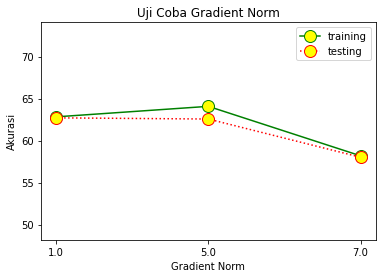 Uji Coba Gradient Norm
training
testing
70
65
60
55
50
Akurasi
1.0 5.0 7.0
Gradient Norm